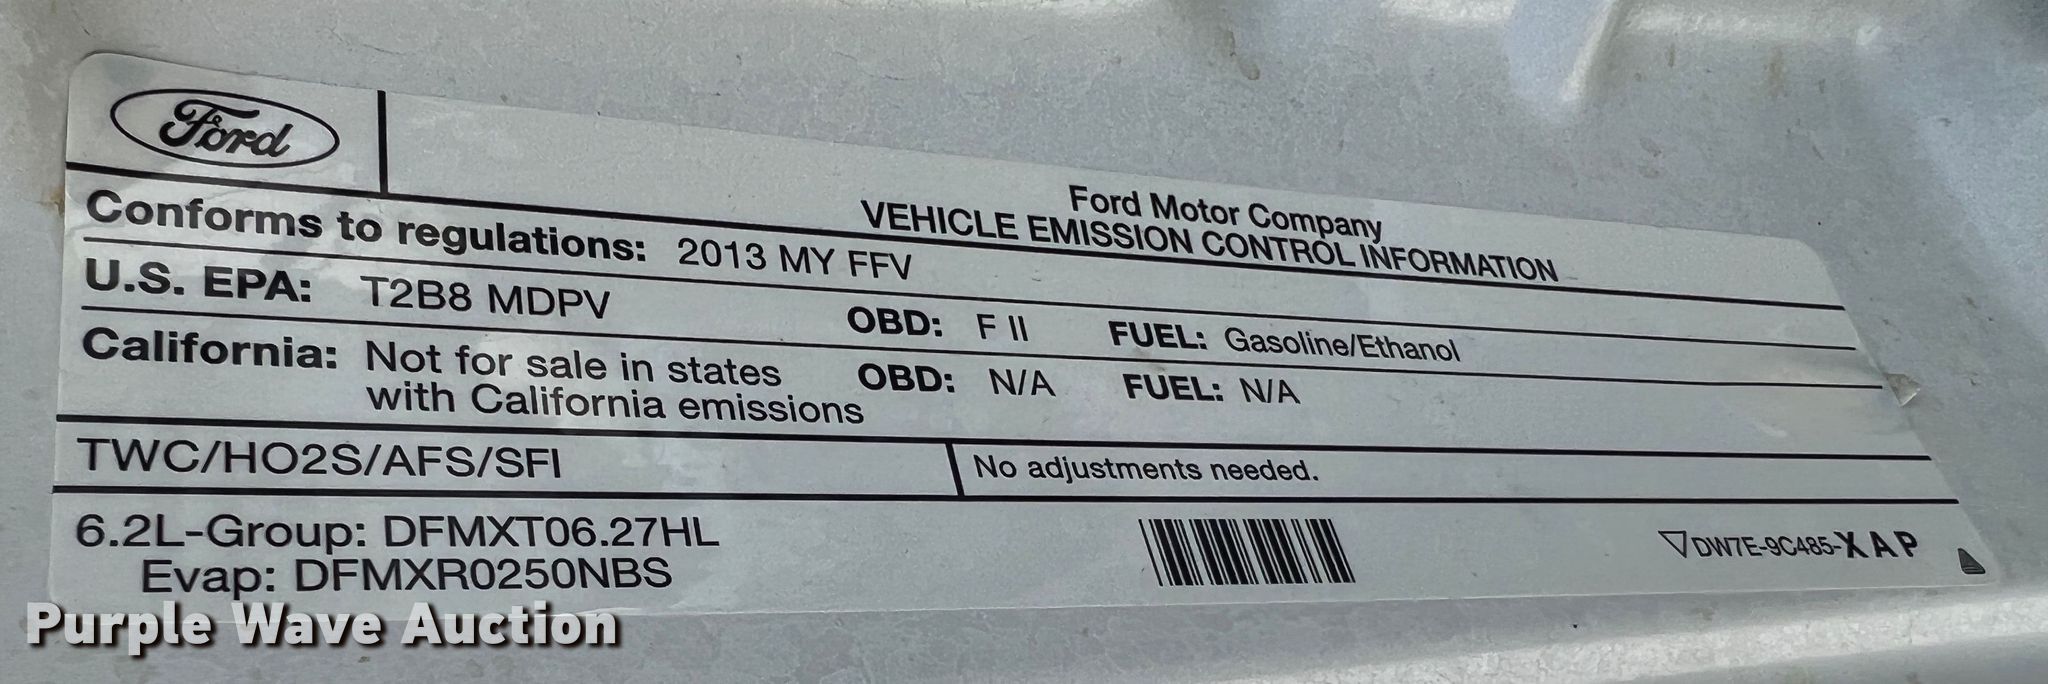 Ford
Ford Motor Company
VEHICLE EMISSION CONTROL INFORMATION
Conforms to regulations: 2013 MY FFV
U.S. EPA: T2B8 MDPV OBD: F II FUEL: Gasoline/Ethanol
California: Not for sale in states OBD: N/A FUEL: N/A
with California emissions
TWC/HO2S/AFS/SFI No adjustments needed.
6.2L-Group: DFMXT06.27HL
Evap: DFMXR0250NBS
DW7E-9C485-XAP
Purple Wave Auction